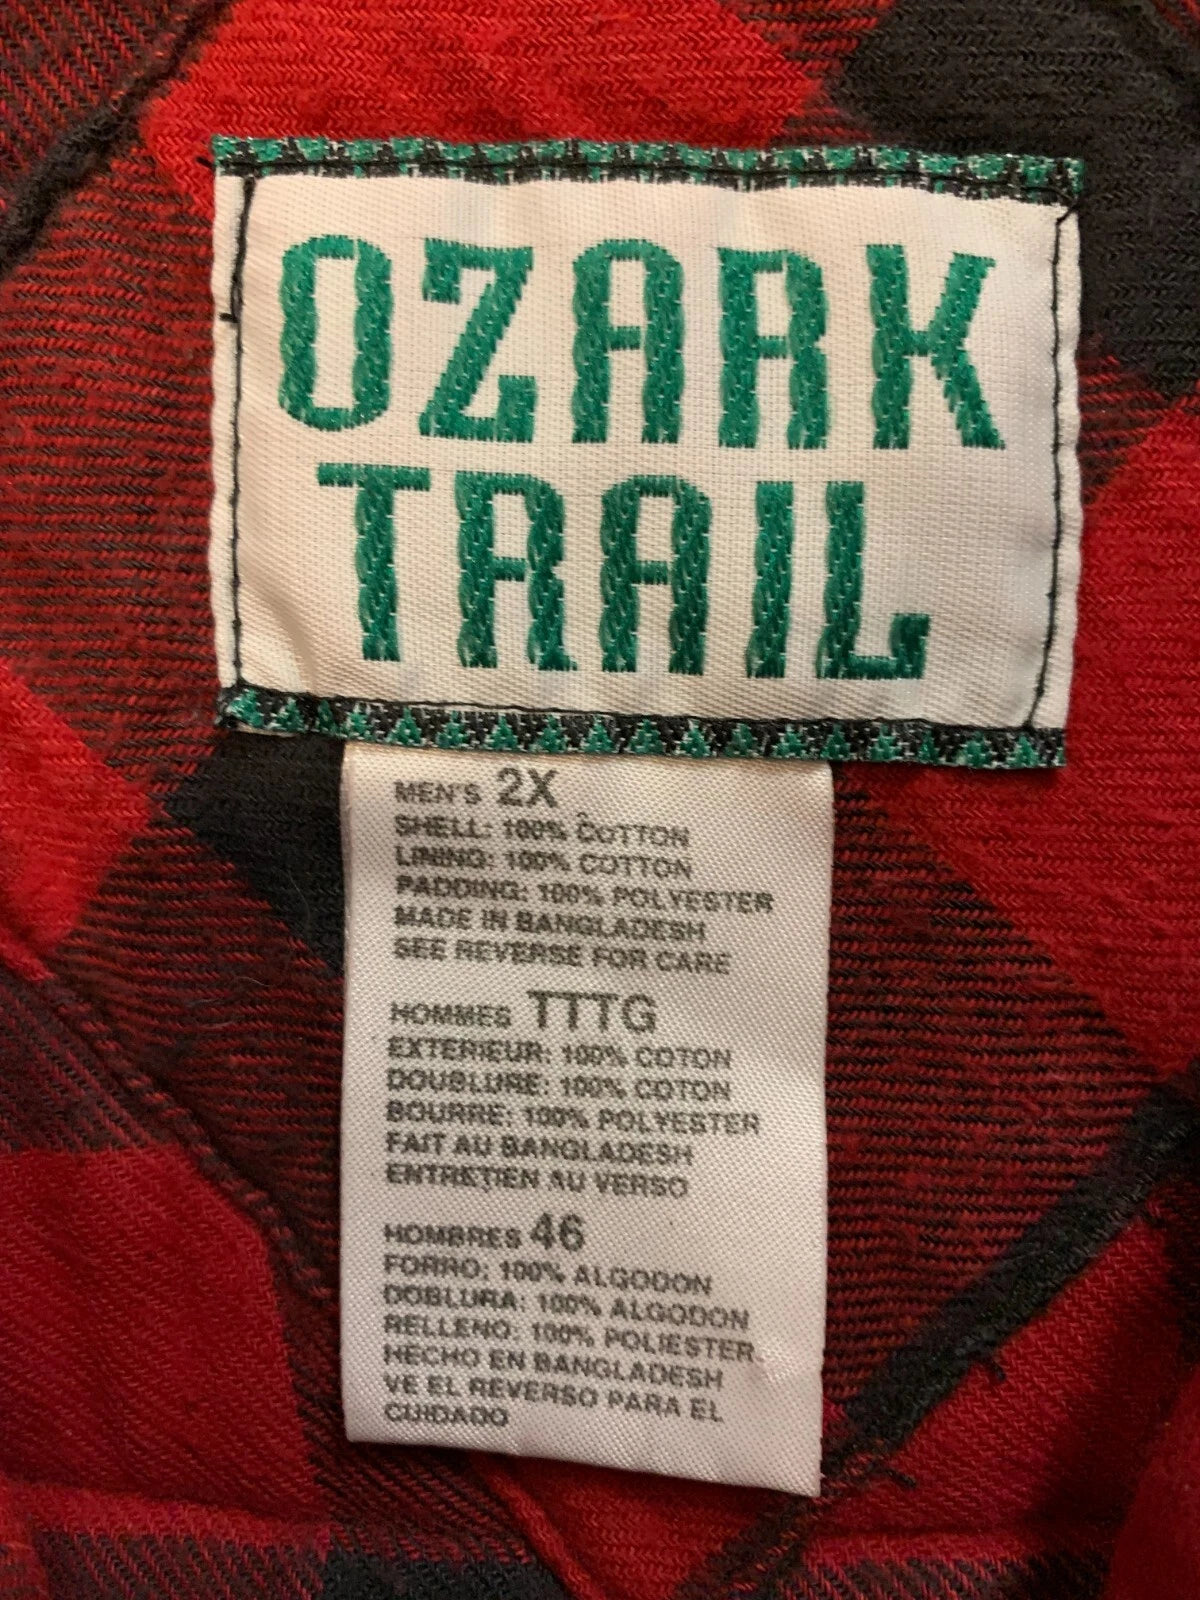 OZARK
TRAIL
MEN'S 2X
SHELL: 100% COTTON
LINING: 100% COTTON
PADDING: 100% POLYESTER
MADE IN BANGLADESH
SEE REVERSE FOR CARE
HOMMES TTTG
EXTERIEUR: 100% COTON
DOUBLURE: 100% COTON
BOURRE: 100% POLYESTER
FAIT AU BANGLADESH
ENTRETIEN AU VERSO
HOMBRES 46
FORRO: 100% ALGODON
DOBLURA: 100% ALGODON
RELLENO: 100% POLIESTER
HECHO EN BANGLADESH
VE EL REVERSO PARA EL
CUIDADO